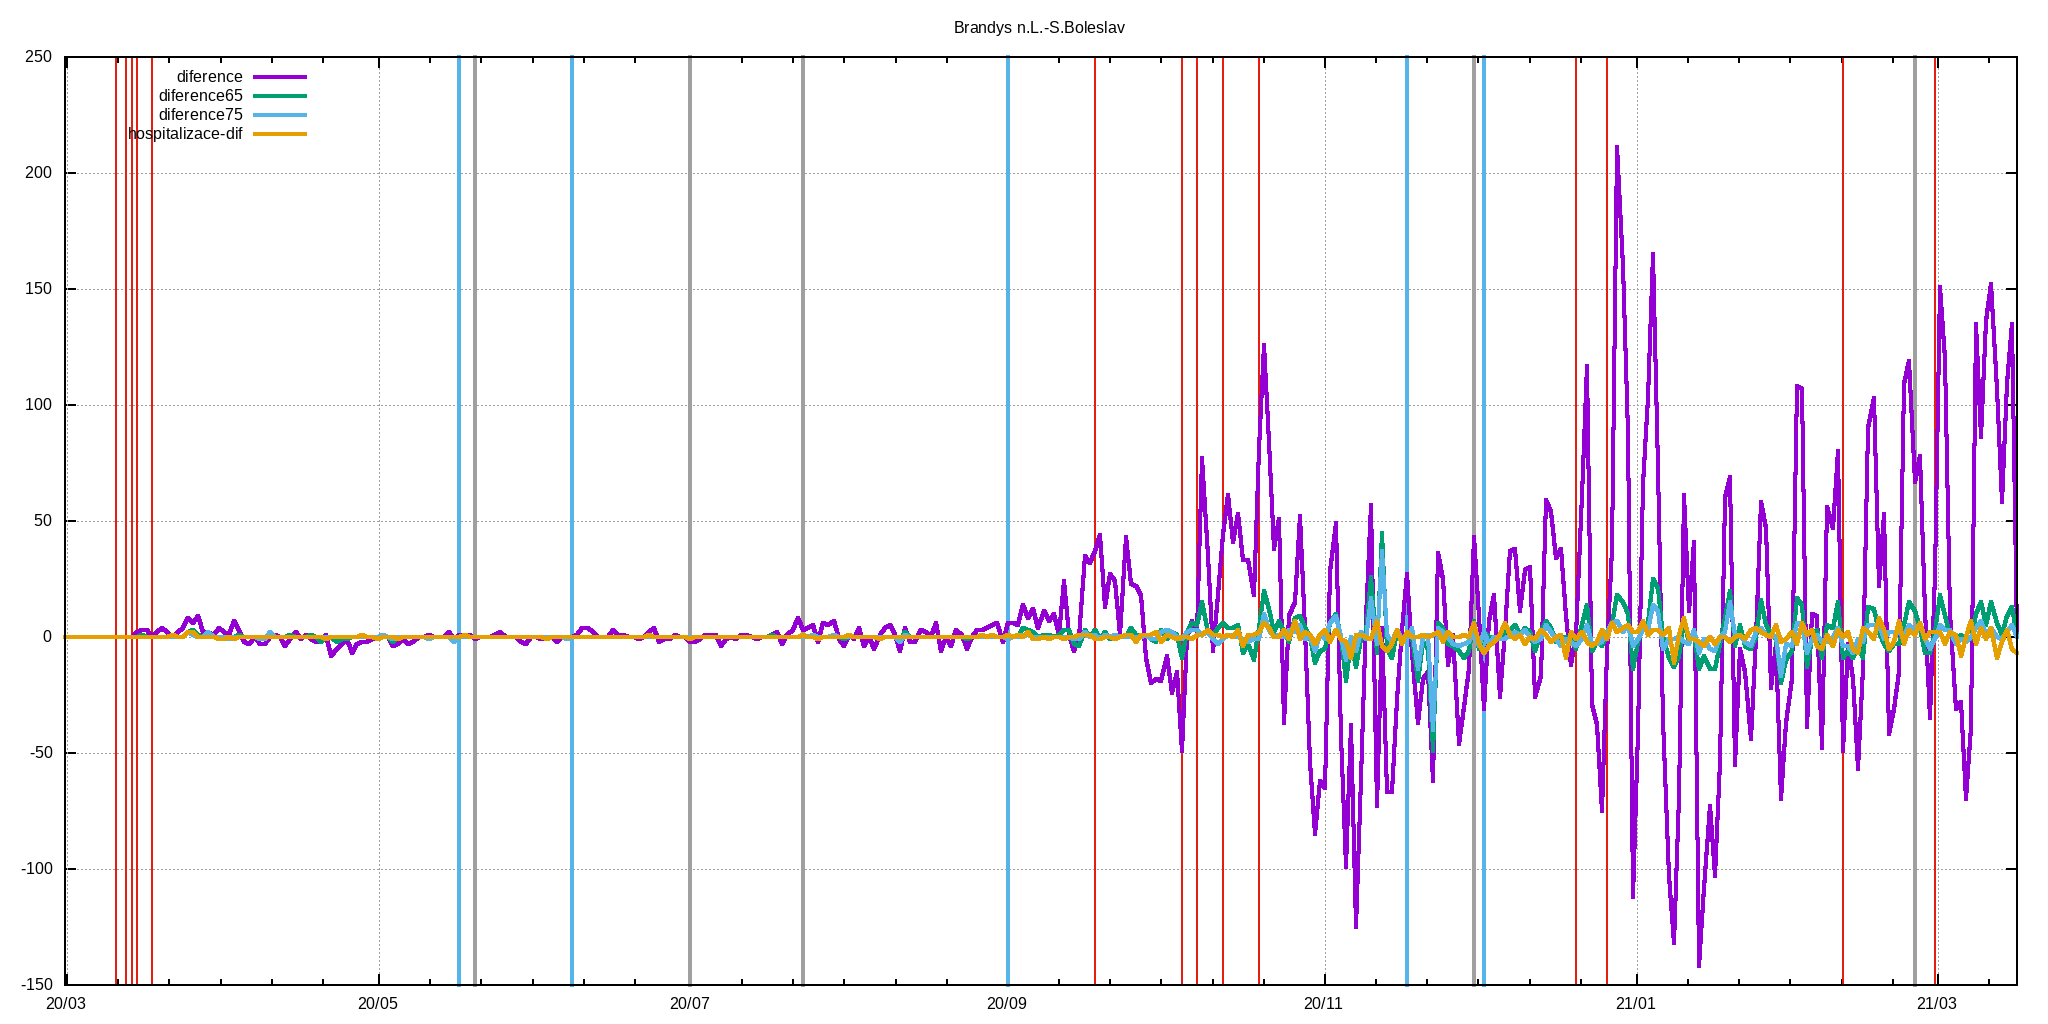 Brandys n.L.-S.Boleslav
250
200
150
100
50
0
-50
-100
-150
diference
diference65
diference75
hospitalizace-dif
20/03 20/05 20/07 20/09 20/11 21/01 21/03